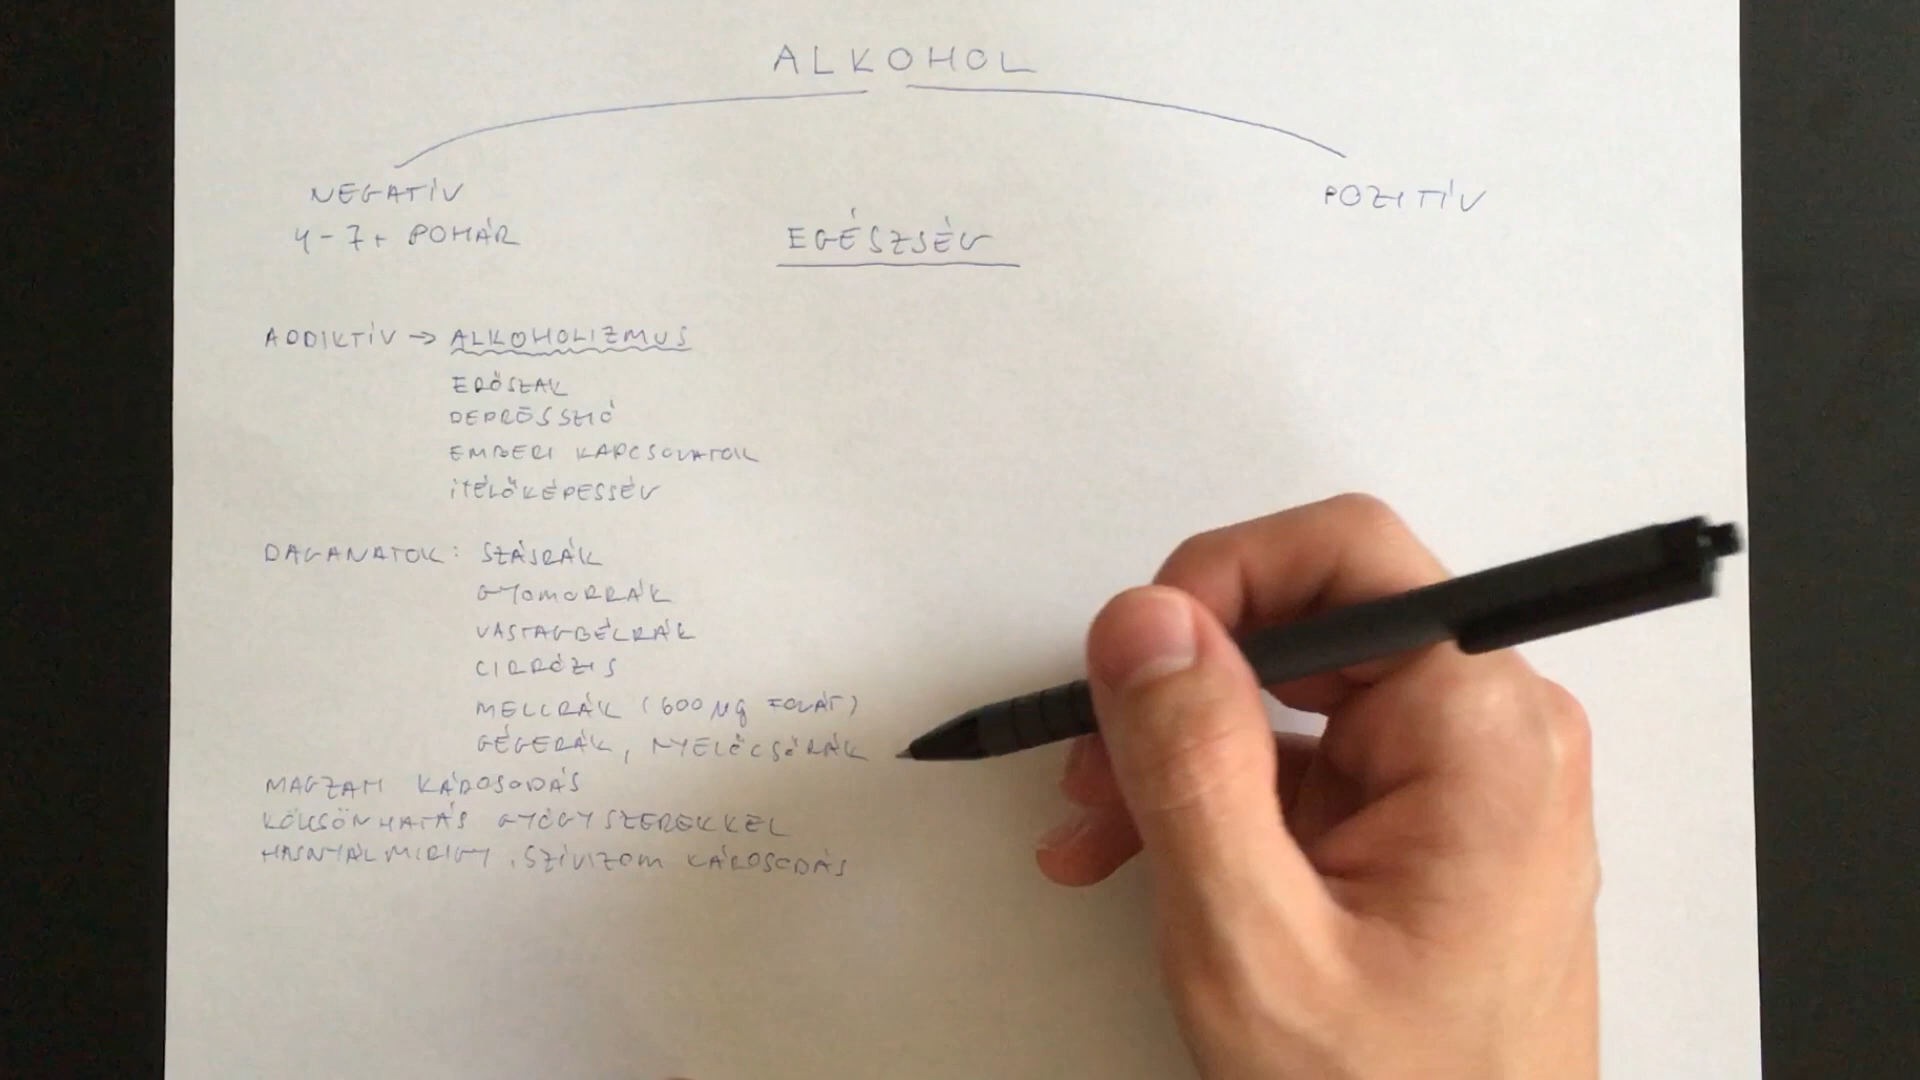 ALKOHOL
NEGATÍV
POZITÍV
4-7+ POHÁR
EGÉSZSÉG
ADDIKTÍV → ALKOHOLIZMUS
ERŐSZAK
DEPRESSZIÓ
EMBERI KAPCSOLATOK
ÍTÉLŐKÉPESSÉG
DAGANATOK: SZÁJRÁK
GYOMORRÁK
VASTAGBÉLRÁK
CIRRÓZIS
MELLRÁK (600 µg FOLÁT)
GÉGERÁK, NYELŐCSŐRÁK
MAGZATI KÁROSODÁS
KÖLCSÖNHATÁS GYÓGYSZEREKKEL
HASNYÁLMIRIGY, SZÍVIZOM KÁROSODÁS